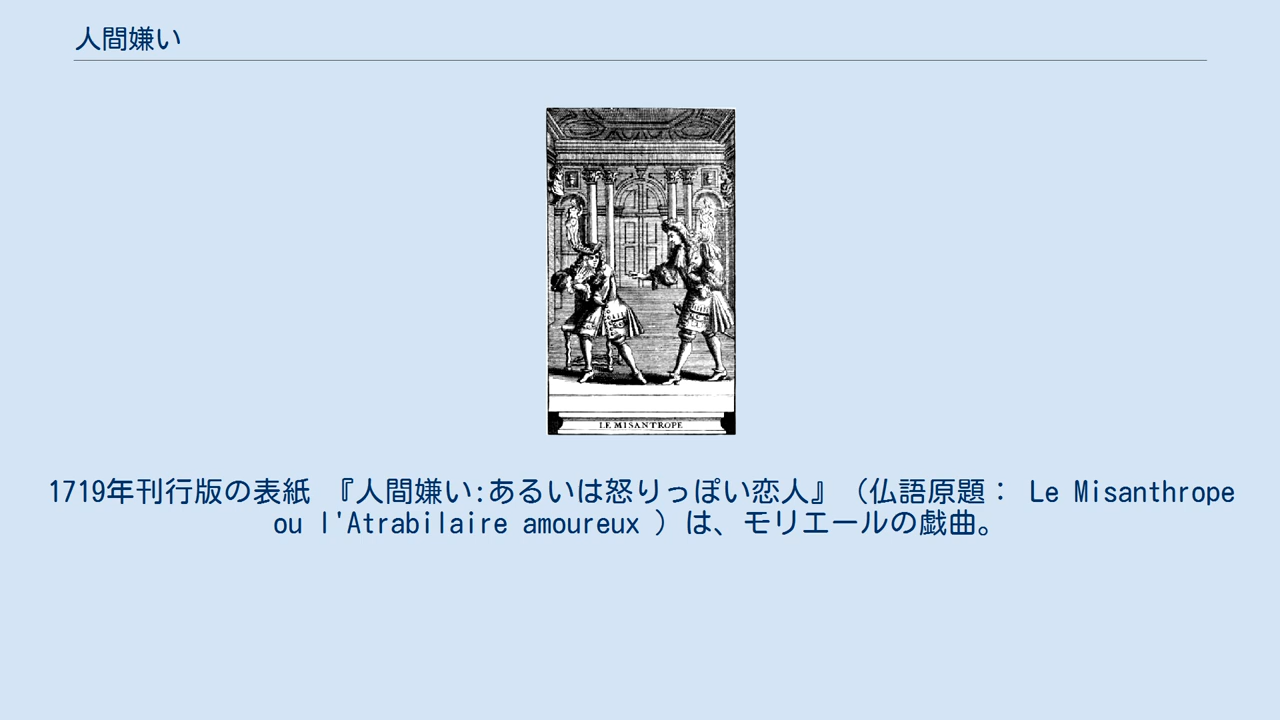 人間嫌い
LE MISANTROPE
1719年刊行版の表紙 『人間嫌い:あるいは怒りっぽい恋人』（仏語原題： Le Misanthrope
ou l'Atrabilaire amoureux ）は、モリエールの戯曲。